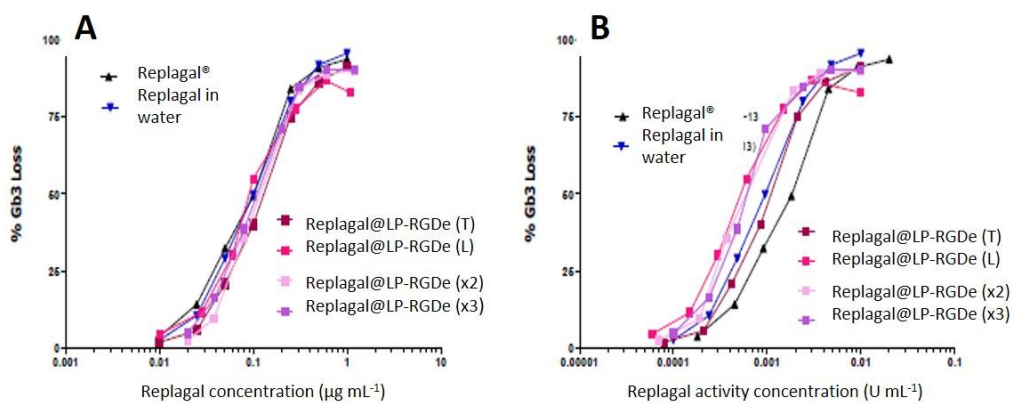 A
100
75
60
25
0
% Gb3 Loss
Replagal®
Replagal in
water
Replagal@LP-RGDe (T)
Replagal@LP-RGDe (L)
Replagal@LP-RGDe (x2)
Replagal@LP-RGDe (x3)
0.001 0.01 0.1 1 10
Replagal concentration (µg mL-1)
B
100
75
60
25
0
% Gb3 Loss
Replagal®
Replagal in
water
-13
l3)
Replagal@LP-RGDe (T)
Replagal@LP-RGDe (L)
Replagal@LP-RGDe (x2)
Replagal@LP-RGDe (x3)
0.00001 0.0001 0.001 0.01 0.1
Replagal activity concentration (U mL-1)